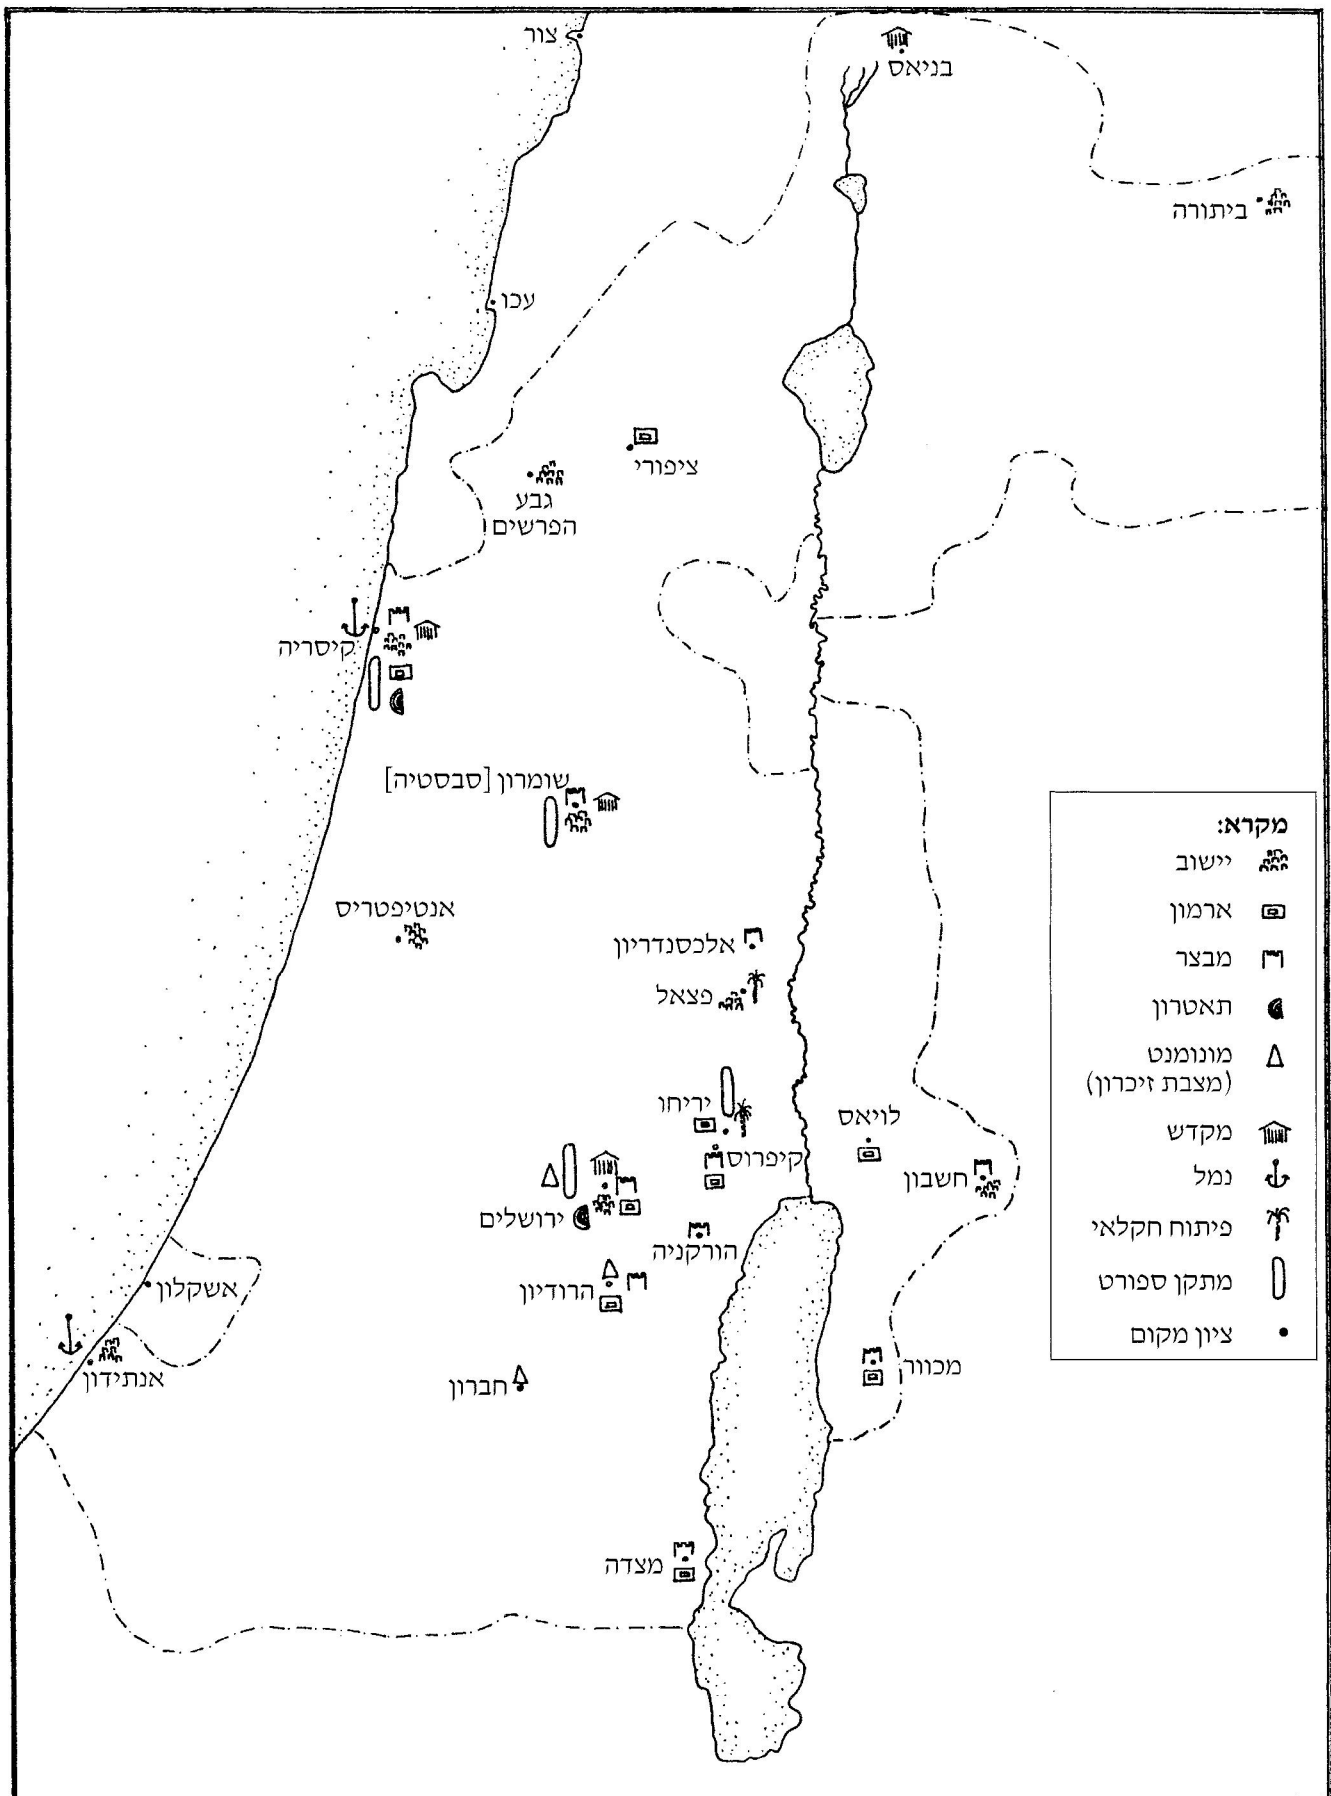 צור
בניאס
ביתורה
עכו
ציפורי
גבע
הפרשים
קיסריה
שומרון [סבסטיה]
אנטיפטריס
אלכסנדריון
פצאל
יריחו
לויאס
קיפרוס
חשבון
ירושלים
הורקניה
הרודיון
אשקלון
מכוור
אנתידון
חברון
מצדה
מקרא:
יישוב
ארמון
מבצר
תאטרון
מונומנט
(מצבת זיכרון)
מקדש
נמל
פיתוח חקלאי
מתקן ספורט
ציון מקום